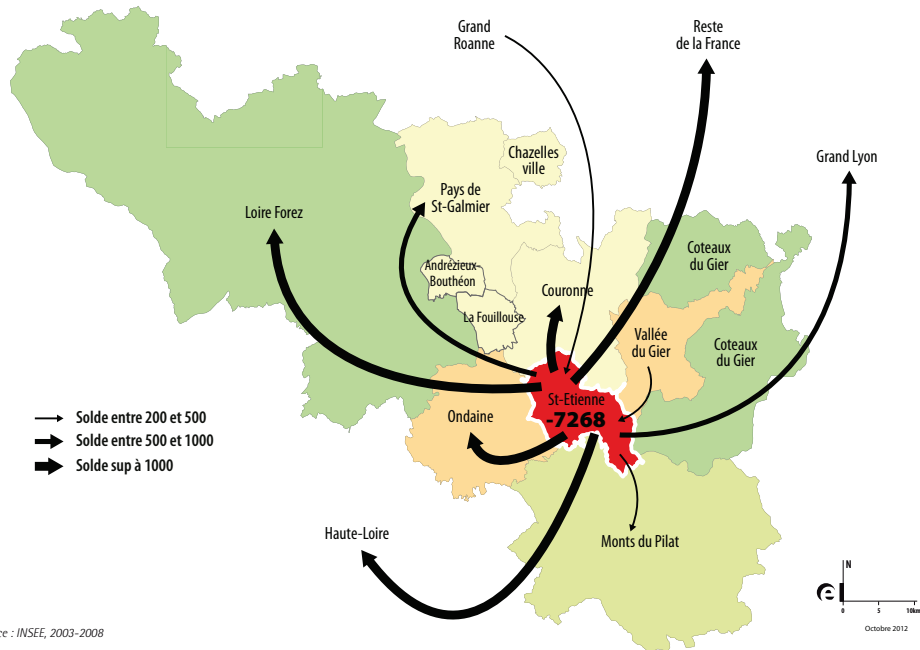 Grand
Roanne
Reste
de la France
Chazelles
ville
Grand Lyon
Pays de
St-Galmier
Loire Forez
Coteaux
du Gier
Andrézieux-
Bouthéon
Couronne
La Fouillouse
Vallée
du Gier
Coteaux
du Gier
St-Etienne
-7268
Ondaine
Solde entre 200 et 500
Solde entre 500 et 1000
Solde sup à 1000
Haute-Loire
Monts du Pilat
N
0 5 10km
Octobre 2012
ce : INSEE, 2003-2008